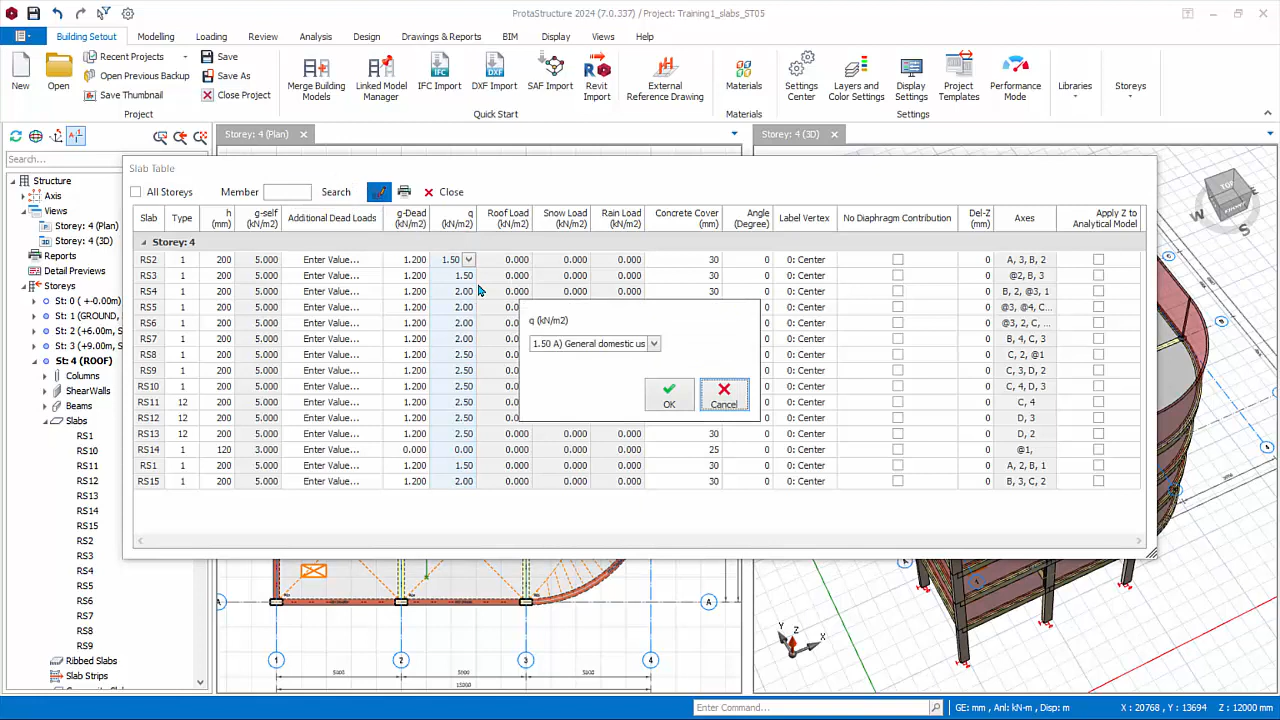 ProtaStructure 2024 (7.0.337) / Project: Training1_slabs_ST05
Building Setout Modelling Loading Review Analysis Design Drawings & Reports BIM Display Views Help
New
Open
Recent Projects
Open Previous Backup
Save Thumbnail
Save
Save As
Close Project
Merge Building Models
Linked Model Manager
IFC Import
DXF Import
SAF Import
Revit Import
External Reference Drawing
Materials
Settings Center
Layers and Color Settings
Display Settings
Project Templates
Performance Mode
Libraries
Storeys
Project
Quick Start
Materials
Settings
Storey: 4 (Plan)
Storey: 4 (3D)
Search...
Structure
Axis
Views
Storey: 4 (Plan)
Storey: 4 (3D)
Reports
Detail Previews
Storeys
St: 0 ( +-0.00m)
St: 1 (GROUND,
St: 2 (+6.00m, S
St: 3 (+9.00m, S
St: 4 (ROOF)
Columns
ShearWalls
Beams
Slabs
RS1
RS10
RS11
RS12
RS13
RS14
RS15
RS2
RS3
RS4
RS5
RS6
RS7
RS8
RS9
Ribbed Slabs
Slab Strips
Slab Table
All Storeys Member Search Close
Slab Type h (mm) g-self (kN/m2) Additional Dead Loads g-Dead (kN/m2) q (kN/m2) Roof Load (kN/m2) Snow Load (kN/m2) Rain Load (kN/m2) Concrete Cover (mm) Angle (Degree) Label Vertex No Diaphragm Contribution Del-Z (mm) Axes Apply Z to Analytical Model
Storey: 4
RS2 1 200 5.000 Enter Value... 1.200 1.50 0.000 0.000 0.000 30 0 0: Center 0 A, 3, B, 2
RS3 1 200 5.000 Enter Value... 1.200 1.50 0.000 0.000 0.000 30 0 0: Center 0 @2, B, 3
RS4 1 200 5.000 Enter Value... 1.200 2.00 0.000 0.000 0.000 30 0 0: Center 0 B, 2, @3, 1
RS5 1 200 5.000 Enter Value... 1.200 2.00 0.0 0 0: Center 0 @3, @4, C...
RS6 1 200 5.000 Enter Value... 1.200 2.00 0.0 0 0: Center 0 @3, 2, C, ...
RS7 1 200 5.000 Enter Value... 1.200 2.00 0.0 0 0: Center 0 B, 4, C, 3
RS8 1 200 5.000 Enter Value... 1.200 2.50 0.0 0 0: Center 0 C, 2, @1
RS9 1 200 5.000 Enter Value... 1.200 2.50 0.0 0 0: Center 0 C, 3, D, 2
RS10 1 200 5.000 Enter Value... 1.200 2.50 0.0 0 0: Center 0 C, 4, D, 3
RS11 12 200 5.000 Enter Value... 1.200 2.50 0.0 0 0: Center 0 C, 4
RS12 12 200 5.000 Enter Value... 1.200 2.50 0.0 0 0: Center 0 D, 3
RS13 12 200 5.000 Enter Value... 1.200 2.50 0.000 0.000 0.000 30 0 0: Center 0 D, 2
RS14 1 120 3.000 Enter Value... 0.000 0.00 0.000 0.000 0.000 25 0 0: Center 0 @1,
RS1 1 200 5.000 Enter Value... 1.200 1.50 0.000 0.000 0.000 30 0 0: Center 0 A, 2, B, 1
RS15 1 200 5.000 Enter Value... 1.200 2.00 0.000 0.000 0.000 30 0 0: Center 0 B, 3, C, 2
q (kN/m2)
1.50 A) General domestic us
OK
Cancel
TOP
W
S
A
A
1
2
3
4
Y
Z
X
Enter Command...
GE: mm, Anl: kN-m , Disp: m
X : 20768 , Y : 13694
Z : 12000 mm